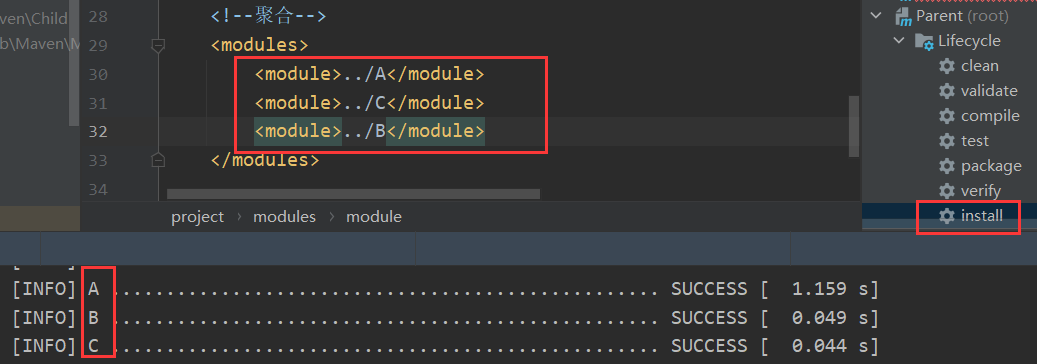 ven\Child
b\Maven\M
28 <!--聚合-->
29 <modules>
30 <module>../A</module>
31 <module>../C</module>
32 <module>../B</module>
33 </modules>
34
project › modules › module
Parent (root)
Lifecycle
clean
validate
compile
test
package
verify
install
[INFO] A ................................................... SUCCESS [  1.159 s]
[INFO] B ................................................... SUCCESS [  0.049 s]
[INFO] C ................................................... SUCCESS [  0.044 s]